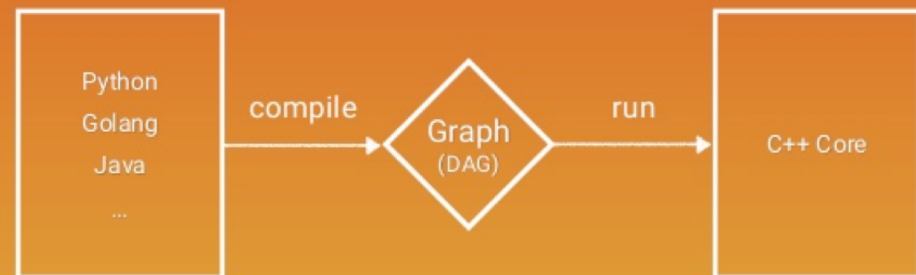 Python
Golang
Java
...
compile
Graph
(DAG)
run
C++ Core